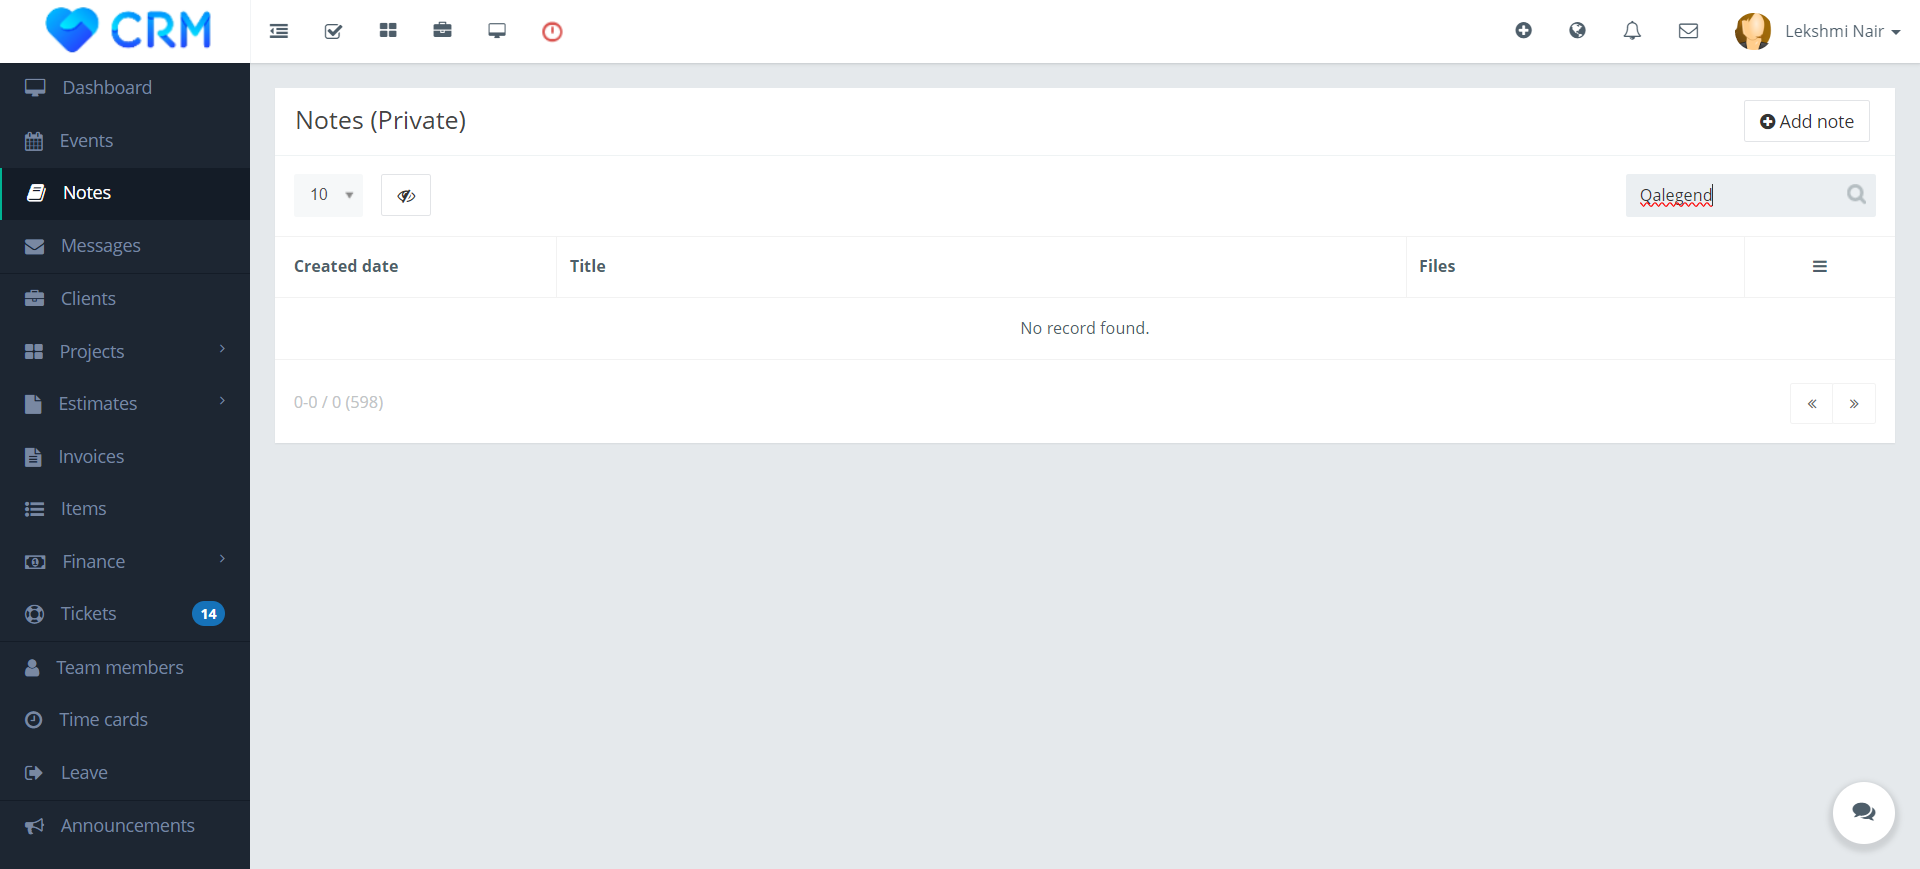 CRM
Lekshmi Nair
Dashboard
Events
Notes
Messages
Clients
Projects
Estimates
Invoices
Items
Finance
Tickets 14
Team members
Time cards
Leave
Announcements
Notes (Private)
Add note
10
Qalegend
Created date Title Files
No record found.
0-0 / 0 (598)
« »